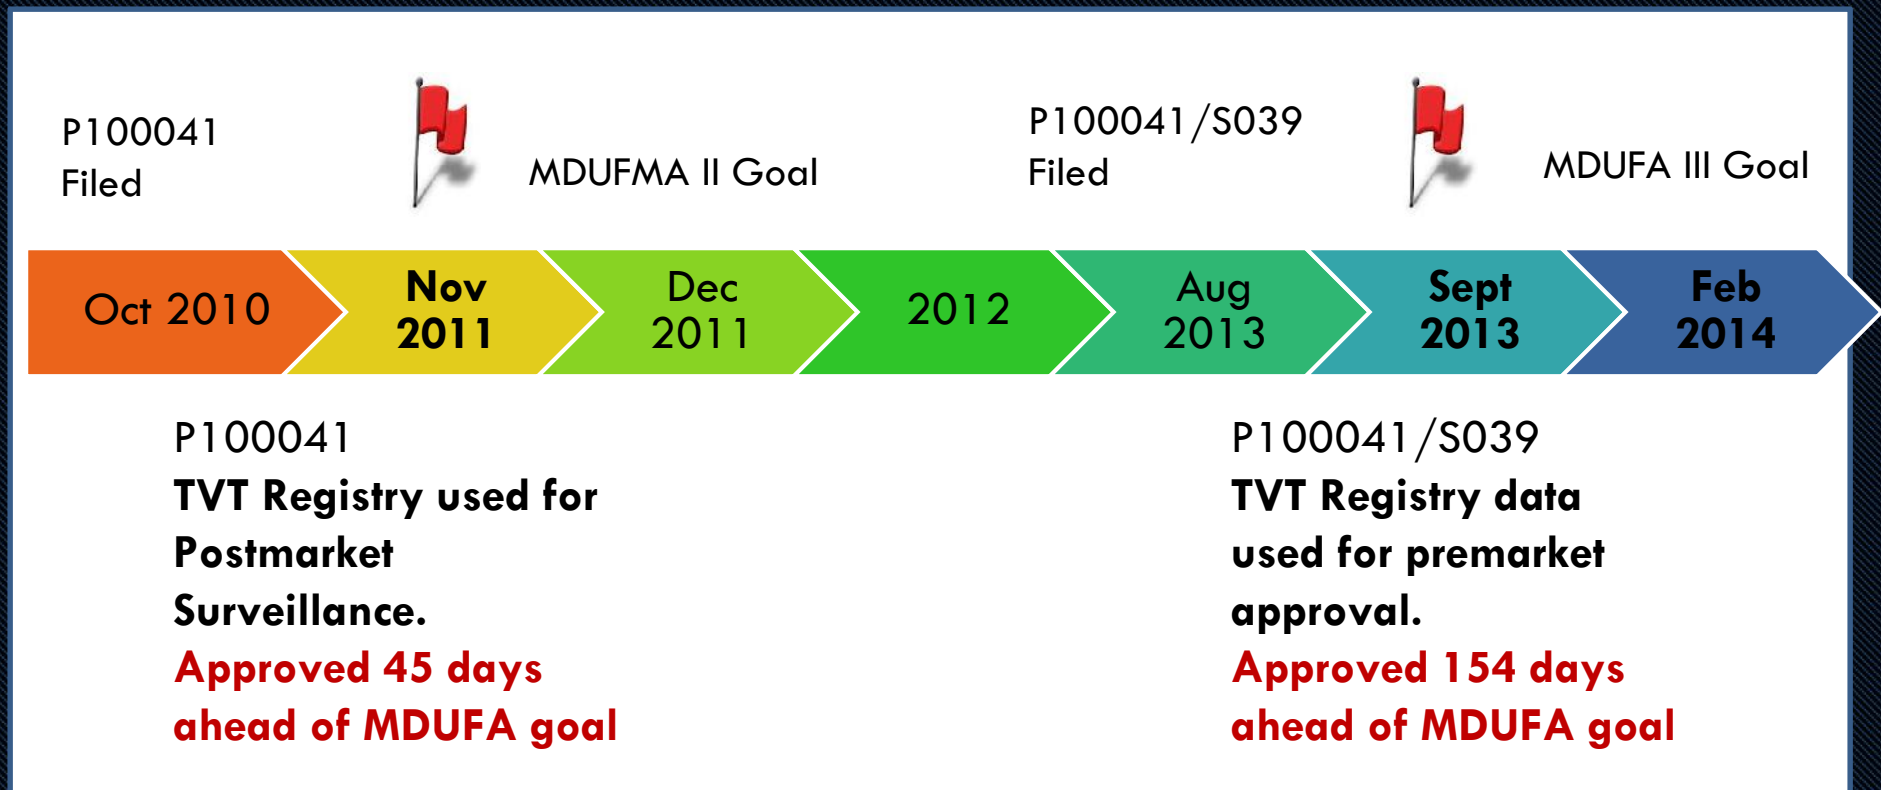 P100041
Filed
MDUFMA II Goal
P100041/S039
Filed
MDUFA III Goal
Oct 2010
Nov
2011
Dec
2011
2012
Aug
2013
Sept
2013
Feb
2014
P100041
TVT Registry used for
Postmarket
Surveillance.
Approved 45 days
ahead of MDUFA goal
P100041/S039
TVT Registry data
used for premarket
approval.
Approved 154 days
ahead of MDUFA goal